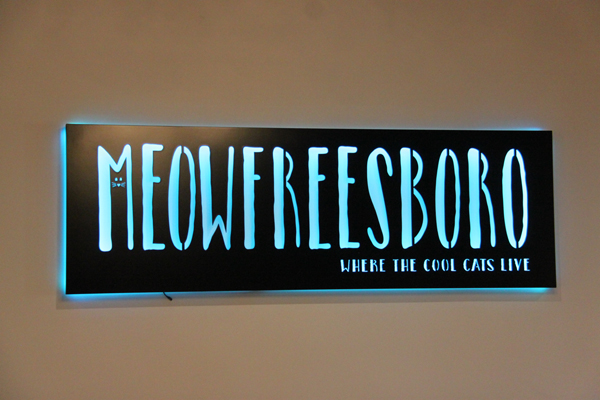 MEOWFREESBORO
WHERE THE COOL CATS LIVE